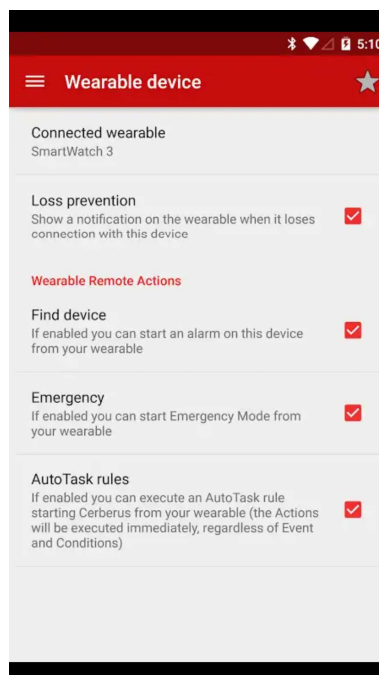 5:10
Wearable device
Connected wearable
SmartWatch 3
Loss prevention
Show a notification on the wearable when it loses
connection with this device
Wearable Remote Actions
Find device
If enabled you can start an alarm on this device
from your wearable
Emergency
If enabled you can start Emergency Mode from
your wearable
AutoTask rules
If enabled you can execute an AutoTask rule
starting Cerberus from your wearable (the Actions
will be executed immediately, regardless of Event
and Conditions)